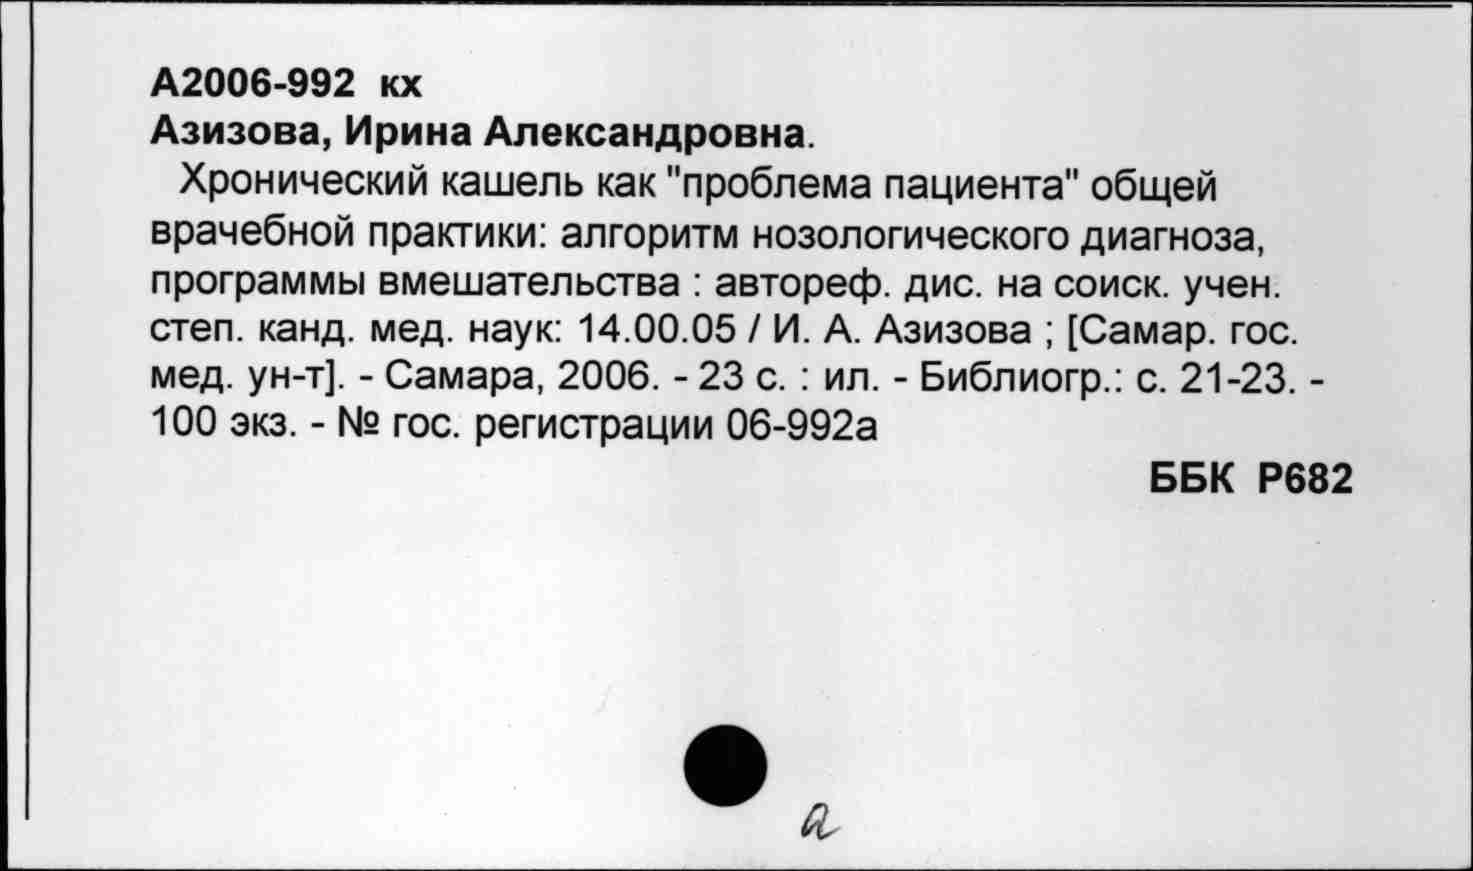 А2006-992 кх
Азизова, Ирина Александровна.
Хронический кашель как "проблема пациента" общей
врачебной практики: алгоритм нозологического диагноза,
программы вмешательства : автореф. дис. на соиск. учен.
степ. канд. мед. наук: 14.00.05 / И. А. Азизова ; [Самар. гос.
мед. ун-т]. - Самара, 2006. - 23 с. : ил. - Библиогр.: с. 21-23. -
100 экз. - № гос. регистрации 06-992а
ББК Р682
а